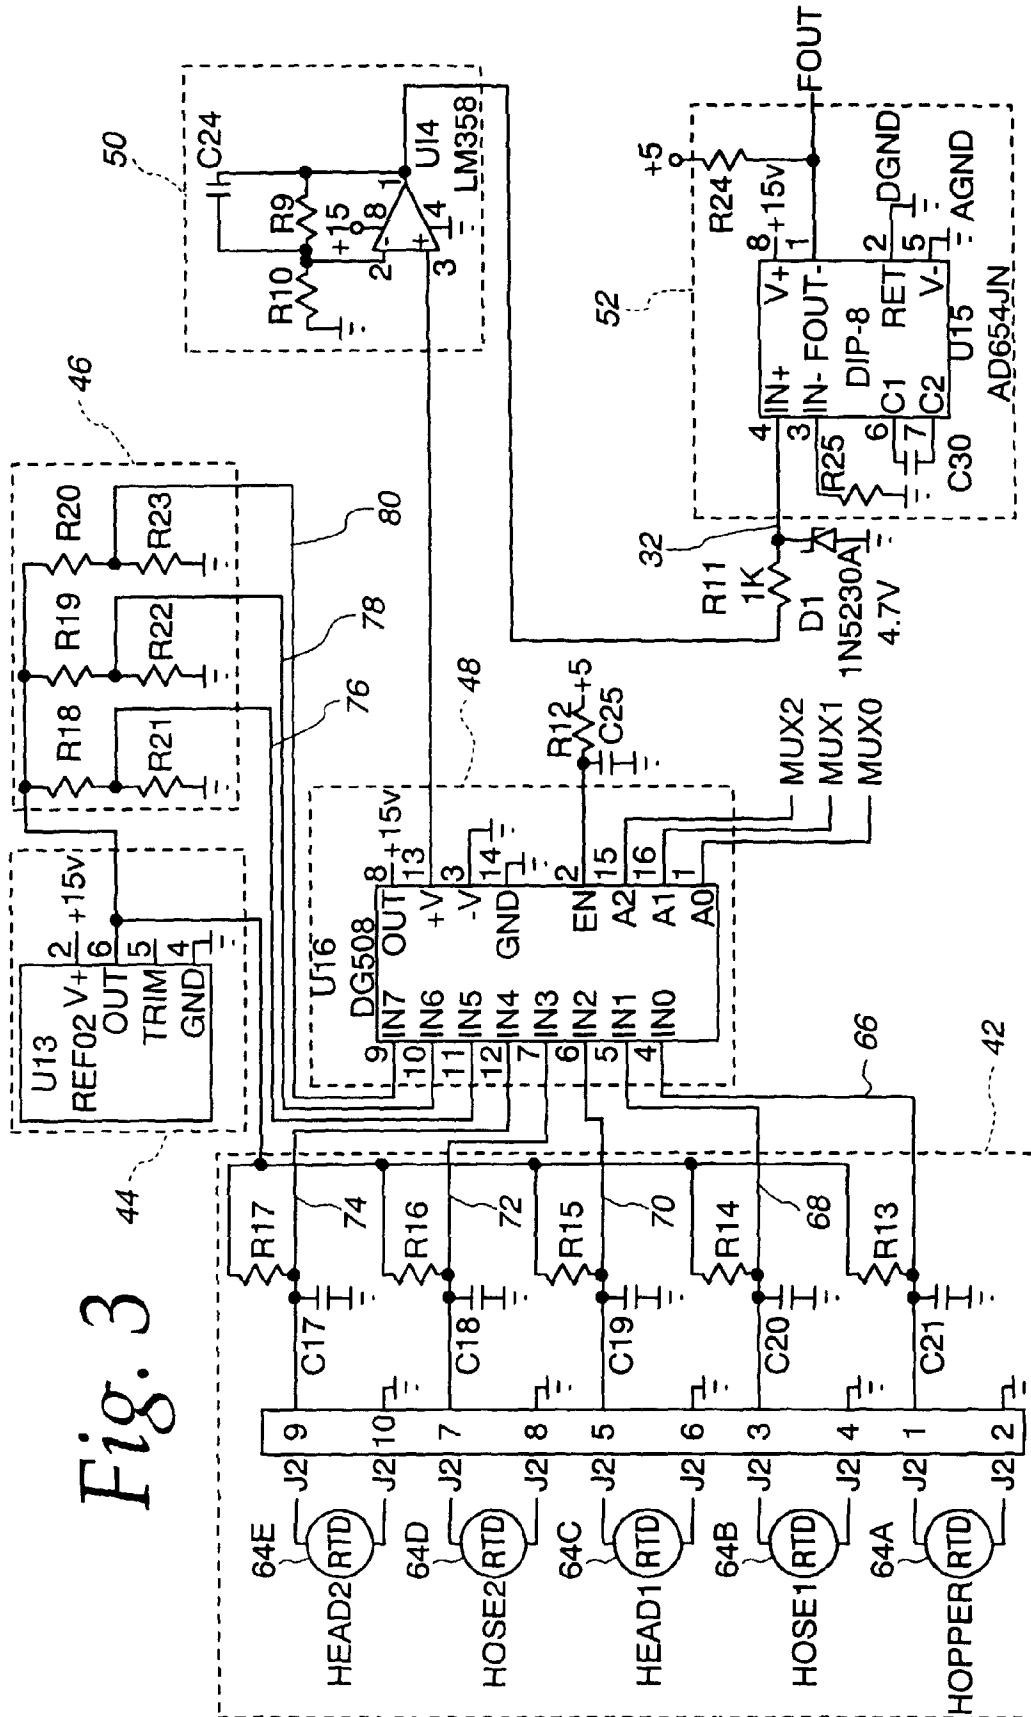 Fig. 3
44
U13
REF02
V+
2
+15v
OUT
6
TRIM
5
GND
4
46
R18
R19
R20
R21
R22
R23
76
78
80
50
C24
R10
R9
+15
8
2
-
+
3
1
4
U14
LM358
48
U16
DG508
IN7
IN6
IN5
IN4
IN3
IN2
IN1
IN0
9
10
11
12
7
6
5
4
OUT
+V
-V
GND
EN
A2
A1
A0
8
+15v
13
3
14
2
15
16
1
R12
+5
C25
MUX2
MUX1
MUX0
32
R11
1K
D1
1N5230A
4.7V
52
+5
R24
FOUT
4
IN+
3
IN-
6
C1
7
C2
V+
8
+15v
FOUT-
1
DIP-8
RET
2
DGND
V-
5
AGND
R25
C30
U15
AD654JN
42
64E
RTD
HEAD2
J2
9
J2
10
C17
R17
74
64D
RTD
HOSE2
J2
7
J2
8
C18
R16
72
64C
RTD
HEAD1
J2
5
J2
6
C19
R15
70
64B
RTD
HOSE1
J2
3
J2
4
C20
R14
68
64A
RTD
HOPPER
J2
1
J2
2
C21
R13
66